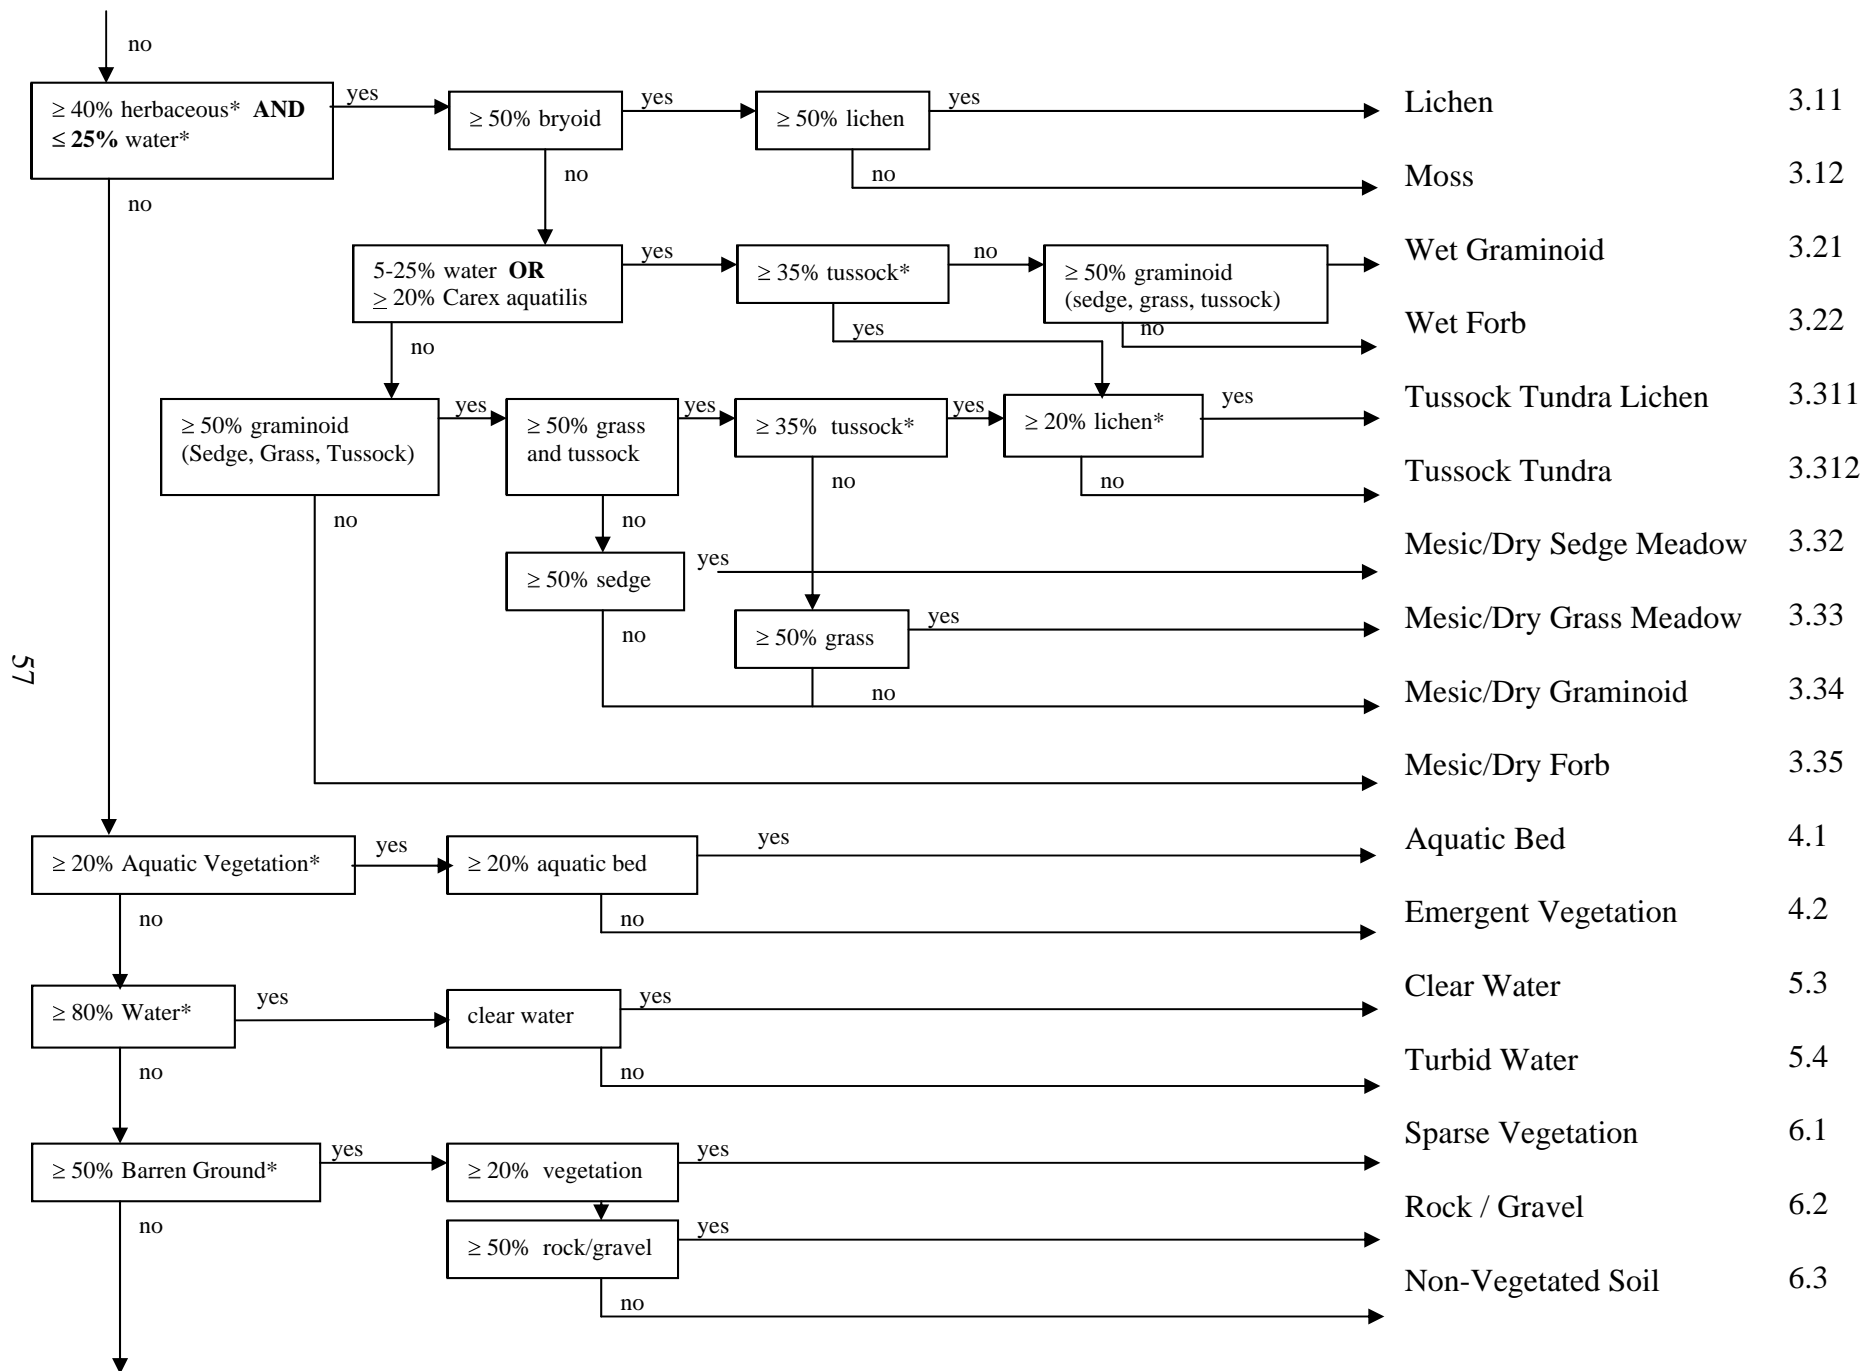 no
≥ 40% herbaceous* AND
≤ 25% water*
yes
≥ 50% bryoid
yes
≥ 50% lichen
yes
Lichen 3.11
no
no
no
Moss 3.12
5-25% water OR
≥ 20% Carex aquatilis
yes
≥ 35% tussock*
no
≥ 50% graminoid
(sedge, grass, tussock)
Wet Graminoid 3.21
no
yes
no
Wet Forb 3.22
≥ 50% graminoid
(Sedge, Grass, Tussock)
yes
≥ 50% grass
and tussock
yes
≥ 35% tussock*
yes
≥ 20% lichen*
yes
Tussock Tundra Lichen 3.311
no
no
no
no
Tussock Tundra 3.312
≥ 50% sedge
yes
Mesic/Dry Sedge Meadow 3.32
no
≥ 50% grass
yes
Mesic/Dry Grass Meadow 3.33
57
no
Mesic/Dry Graminoid 3.34
Mesic/Dry Forb 3.35
≥ 20% Aquatic Vegetation*
yes
≥ 20% aquatic bed
yes
Aquatic Bed 4.1
no
no
Emergent Vegetation 4.2
≥ 80% Water*
yes
clear water
yes
Clear Water 5.3
no
no
Turbid Water 5.4
≥ 50% Barren Ground*
yes
≥ 20% vegetation
yes
Sparse Vegetation 6.1
no
≥ 50% rock/gravel
yes
Rock / Gravel 6.2
no
Non-Vegetated Soil 6.3